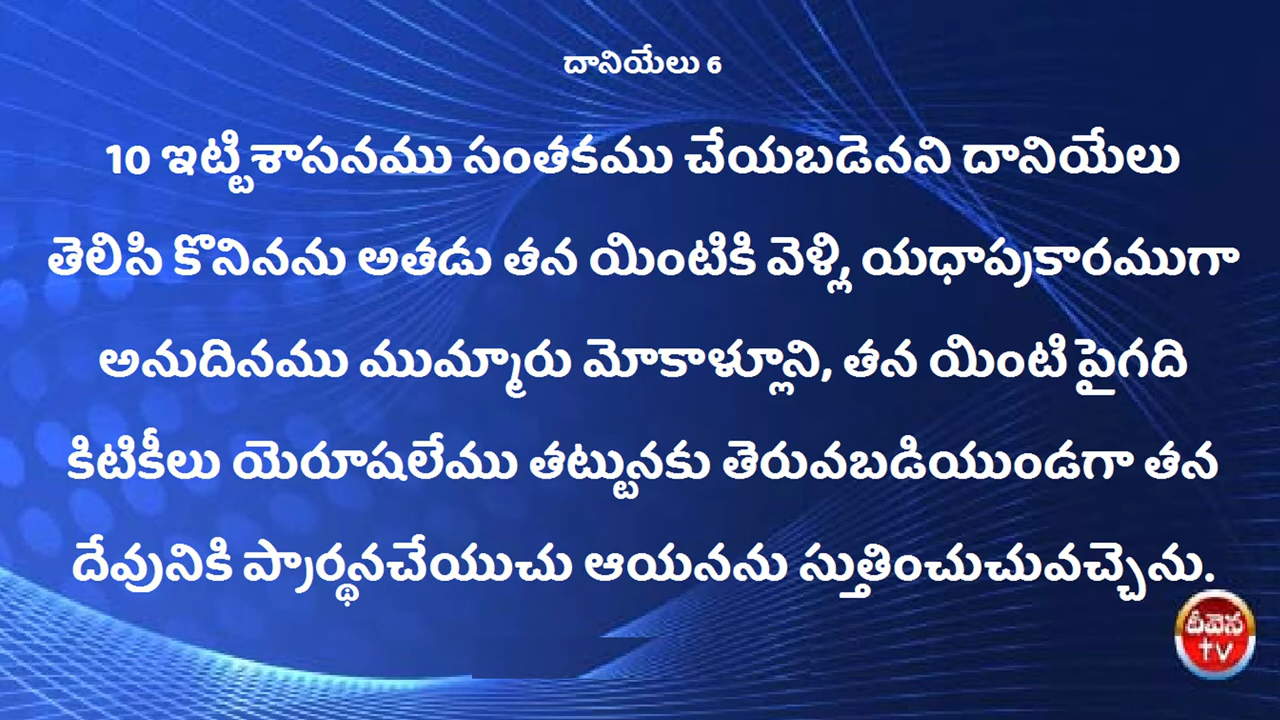 దానియేలు 6
10 ఇట్టి శాసనము సంతకము చేయబడెనని దానియేలు
తెలిసి కొనినను అతడు తన యింటికి వెళ్లి, యధాప్రకారముగా
అనుదినము ముమ్మారు మోకాళ్లూని, తన యింటి పైగది
కిటికీలు యెరూషలేము తట్టునకు తెరువబడియుండగా తన
దేవునికి ప్రార్థనచేయుచు ఆయనను స్తుతించుచువచ్చెను.
దీవెన
tv